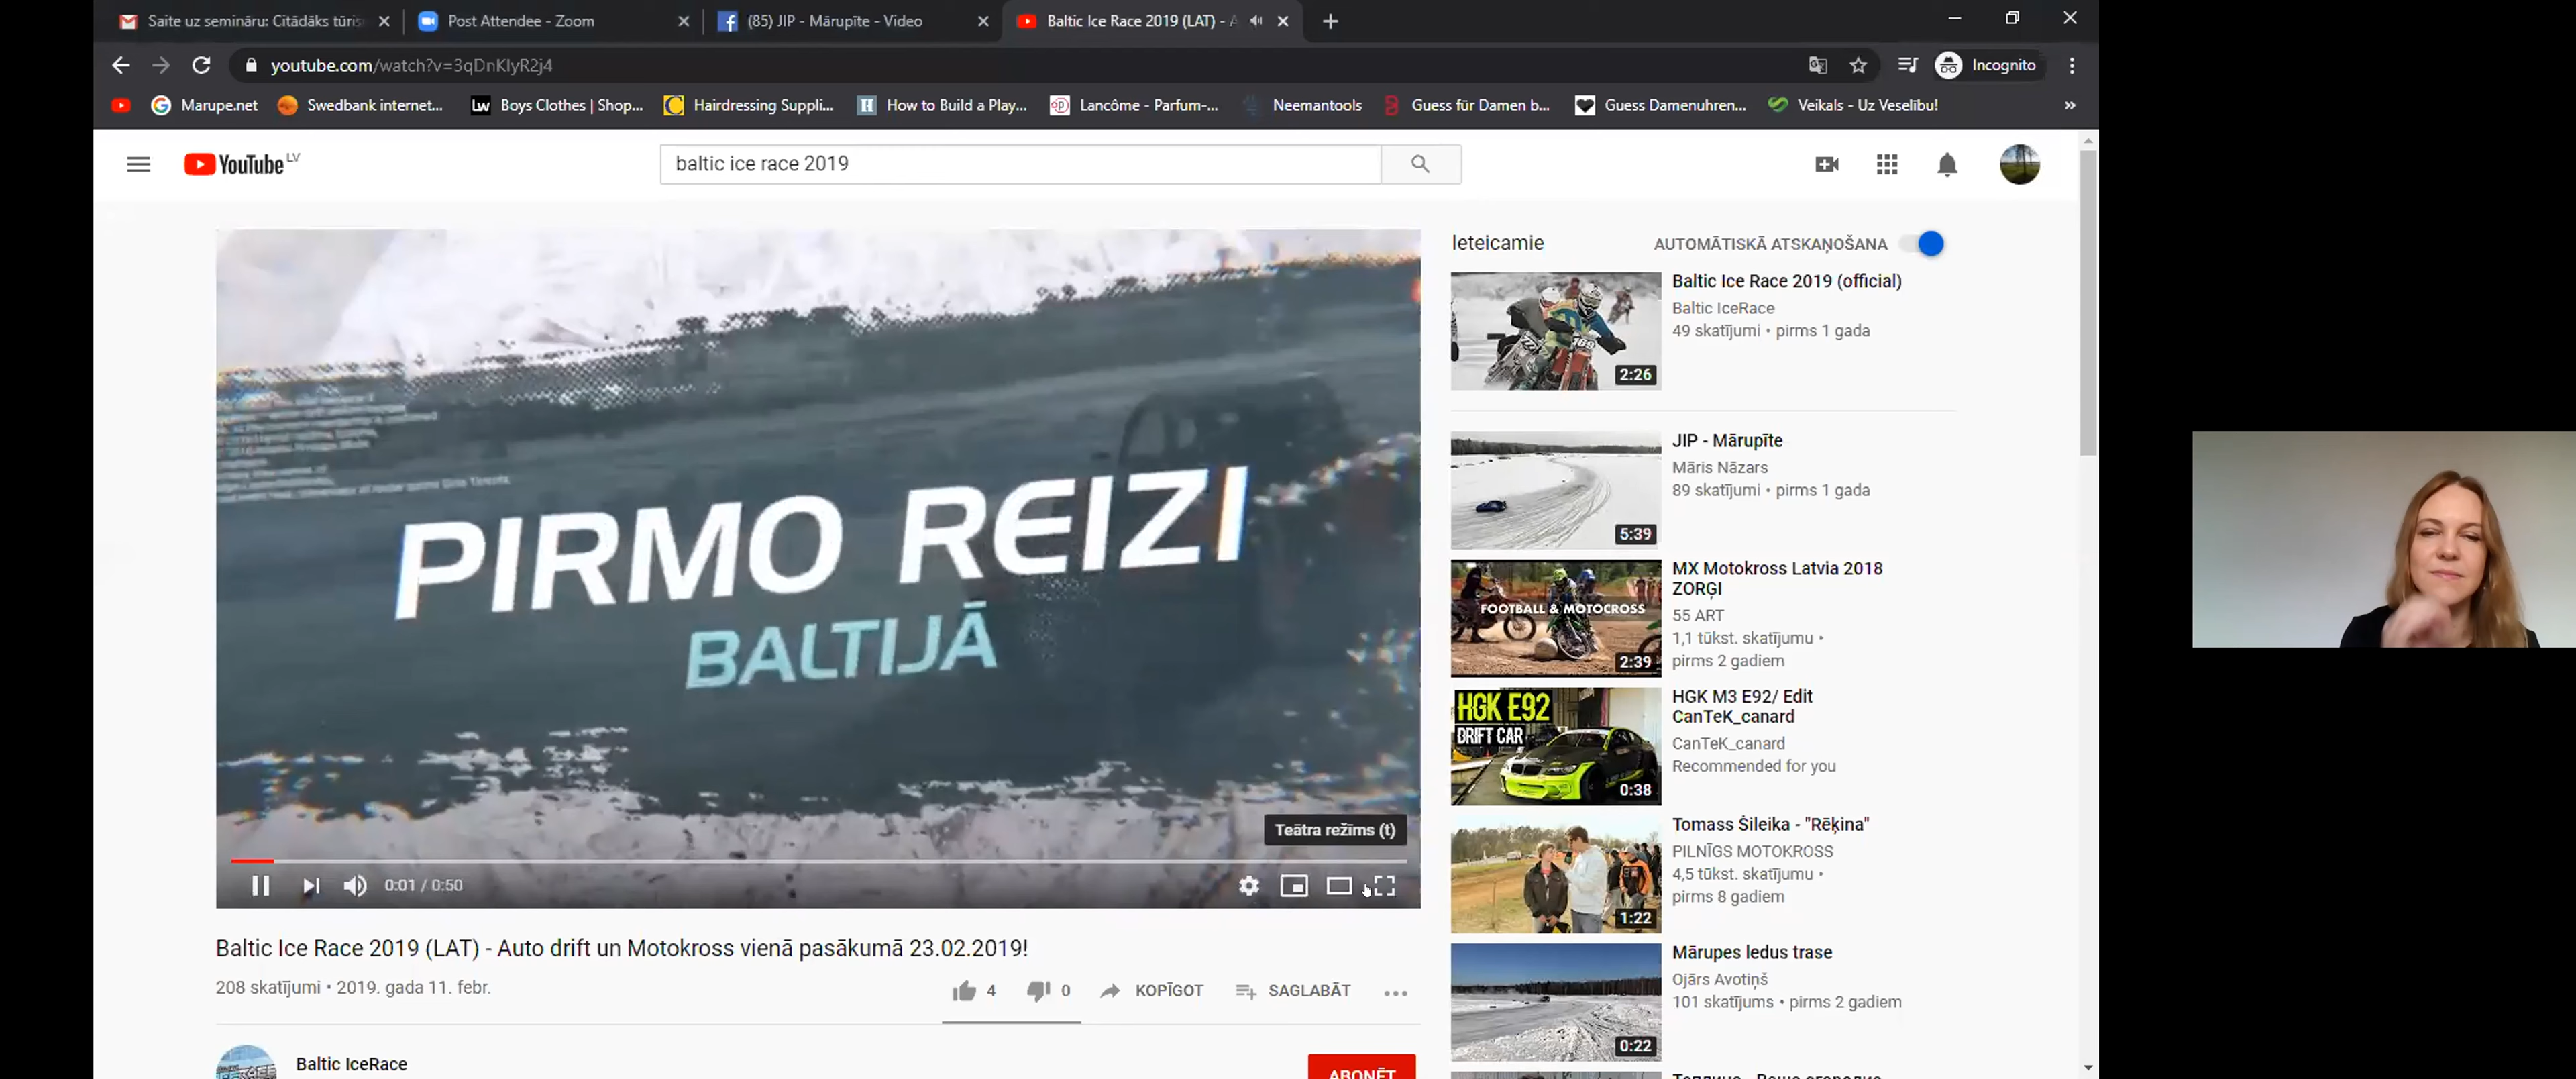 Saite uz semināru: Citādāks tūris
Post Attendee - Zoom
(85) JIP - Mārupīte - Video
Baltic Ice Race 2019 (LAT) - A
youtube.com/watch?v=3qDnKlyR2j4
Incognito
Marupe.net
Swedbank internet...
Lw
Boys Clothes | Shop...
Hairdressing Suppli...
H
How to Build a Play...
Lancôme - Parfum-...
Neemantools
Guess für Damen b...
Guess Damenuhren...
Veikals - Uz Veselību!
YouTube LV
baltic ice race 2019
PIRMO REIZI
BALTIJĀ
Teātra režīms (t)
0:01 / 0:50
Baltic Ice Race 2019 (LAT) - Auto drift un Motokross vienā pasākumā 23.02.2019!
208 skatījumi • 2019. gada 11. febr.
4
0
KOPĪGOT
SAGLABĀT
Baltic IceRace
ABONĒT
Ieteicamie
AUTOMĀTISKĀ ATSKAŅOŠANA
Baltic Ice Race 2019 (official)
Baltic IceRace
49 skatījumi • pirms 1 gada
169
2:26
JIP - Mārupīte
Māris Nāzars
89 skatījumi • pirms 1 gada
5:39
MX Motokross Latvia 2018
ZORĢI
55 ART
1,1 tūkst. skatījumu •
pirms 2 gadiem
FOOTBALL & MOTOCROSS
2:39
HGK M3 E92/ Edit
CanTeK_canard
CanTeK_canard
Recommended for you
HGK E92
DRIFT CAR
0:38
Tomass Šileika - "Rēķina"
PILNĪGS MOTOKROSS
4,5 tūkst. skatījumu •
pirms 8 gadiem
1:22
Mārupes ledus trase
Ojārs Avotiņš
101 skatījums • pirms 2 gadiem
0:22